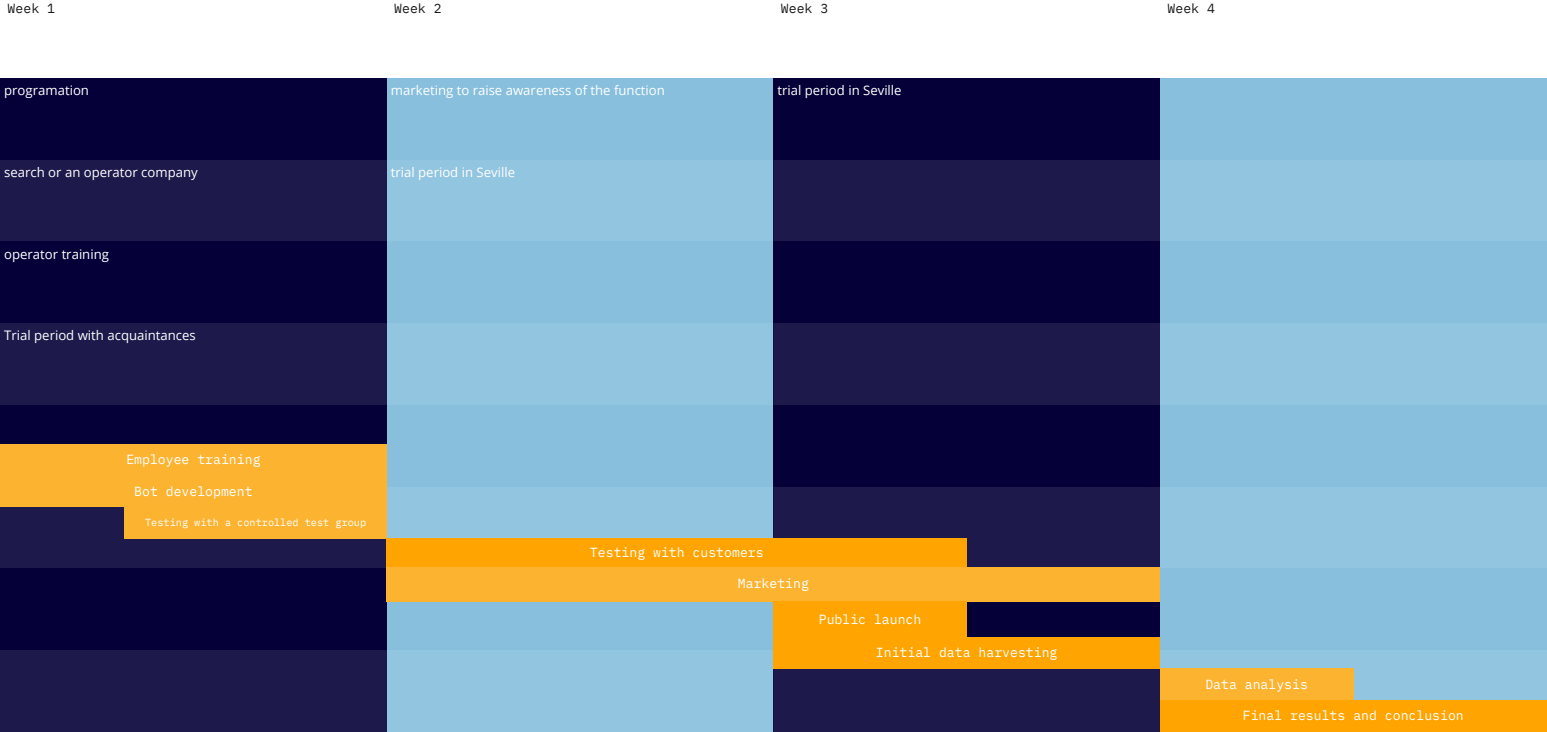 Week 1
Week 2
Week 3
Week 4
programation
marketing to raise awareness of the function
trial period in Seville
search or an operator company
trial period in Seville
operator training
Trial period with acquaintances
Employee training
Bot development
Testing with a controlled test group
Testing with customers
Marketing
Public launch
Initial data harvesting
Data analysis
Final results and conclusion